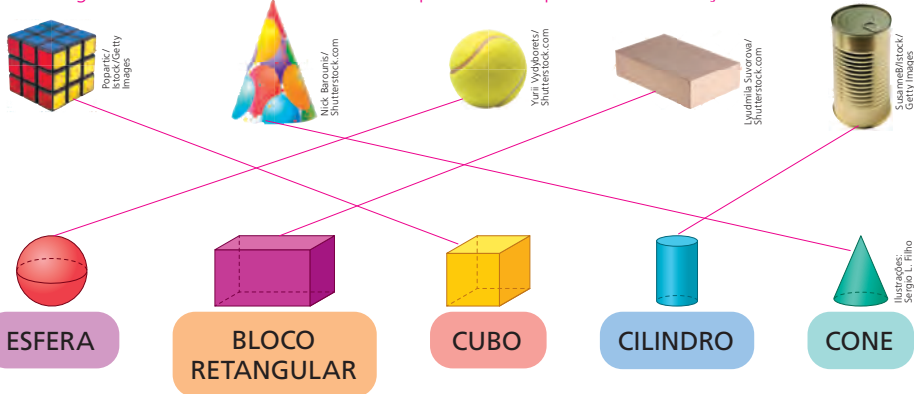 Popartic/
Istock/Getty
Images
Nick Barounis/
Shutterstock.com
Yurii Vydyborets/
Shutterstock.com
Lyudmila Suvorova/
Shutterstock.com
SusanneB/Istock/
Getty Images
Ilustrações:
Sergio L. Filho
ESFERA
BLOCO
RETANGULAR
CUBO
CILINDRO
CONE